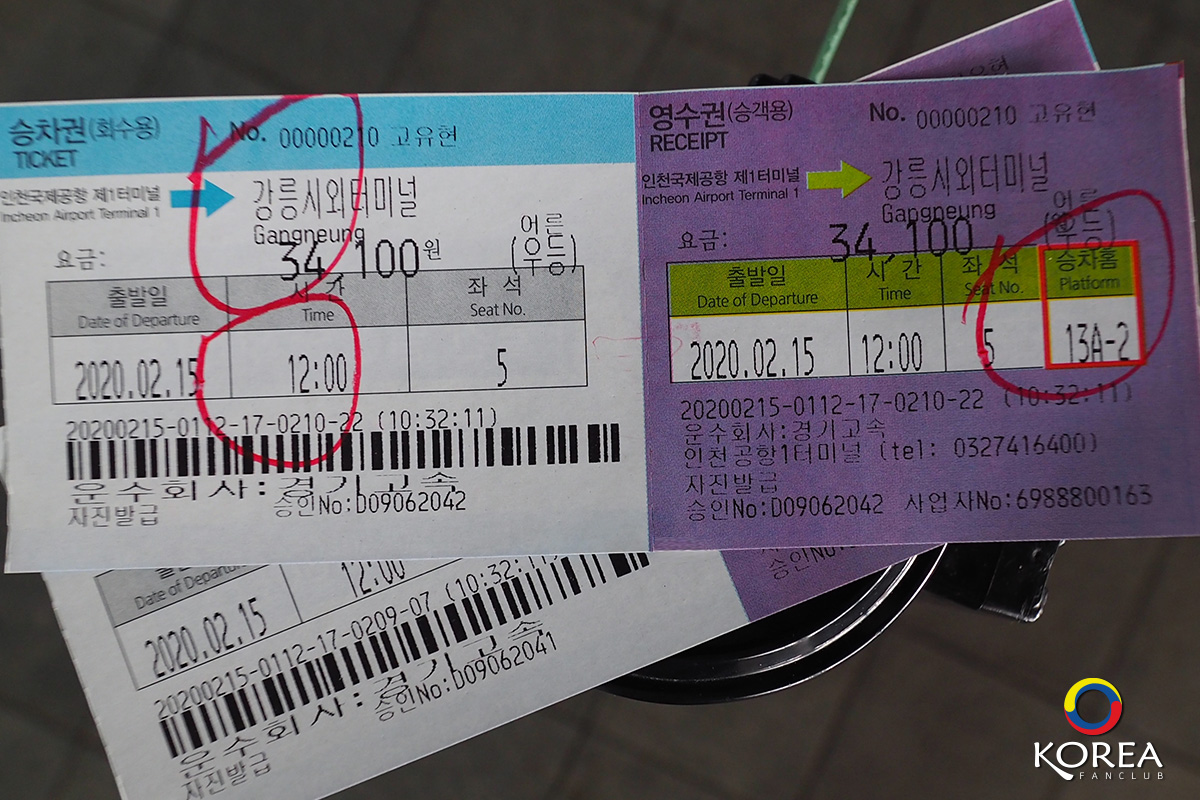 승차권(회수용) No. 00000210 고유현
TICKET
인천국제공항 제1터미널 강릉시외터미널
Incheon Airport Terminal 1 Gangneung
요금: 34,100원 어른
(우등)
출발일 시 간 좌 석
Date of Departure Time Seat No.
2020.02.15 12:00 5
20200215-0112-17-0210-22 (10:32:11)
운수회사:경기고속
자진발급 승인No:D09062042
영수권(승객용) No. 00000210 고유현
RECEIPT
인천국제공항 제1터미널 강릉시외터미널
Incheon Airport Terminal 1 Gangneung
요금: 34,100 어른
(우등)
출발일 시 간 좌 석 승차홈
Date of Departure Time Seat No. Platform
2020.02.15 12:00 5 13A-2
20200215-0112-17-0210-22 (10:32:11)
운수회사:경기고속
인천공항1터미널 (tel: 0327416400)
자진발급
승인No:D09062042 사업자No:6988800163
출발일
Date of Departure
2020.02.15 12:00
20200215-0112-17-0209-07 (10:32:11)
운수회사:경기고속
자진발급 승인No:D09062041
승인No:
고유현
KOREA
FANCLUB